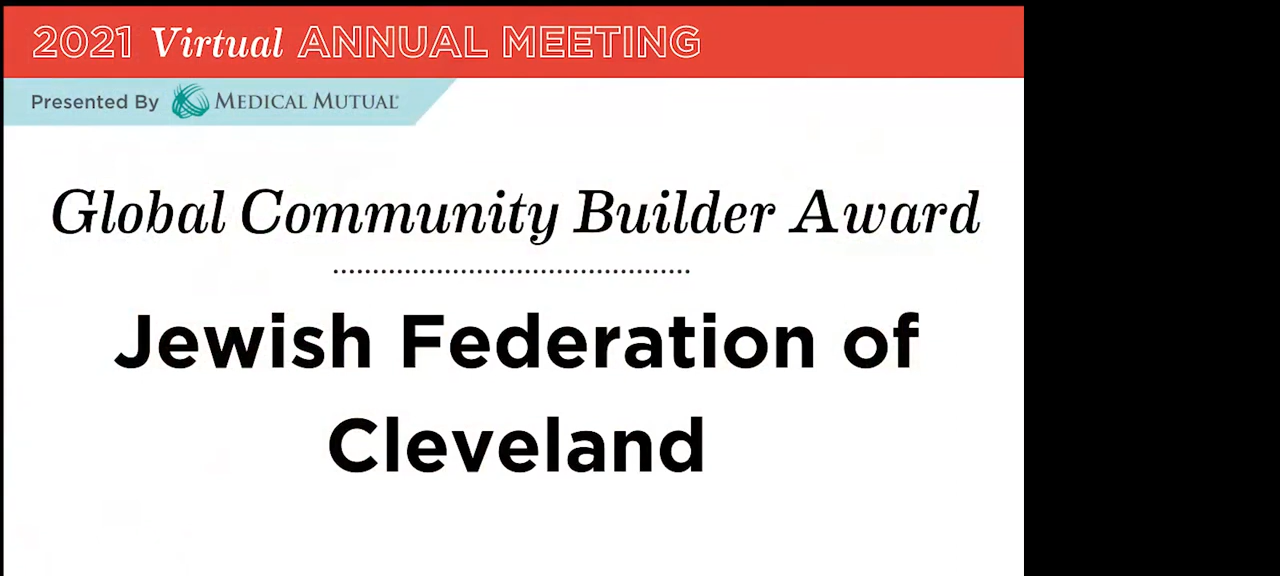 2021 Virtual ANNUAL MEETING
Presented By MEDICAL MUTUAL®
Global Community Builder Award
Jewish Federation of
Cleveland